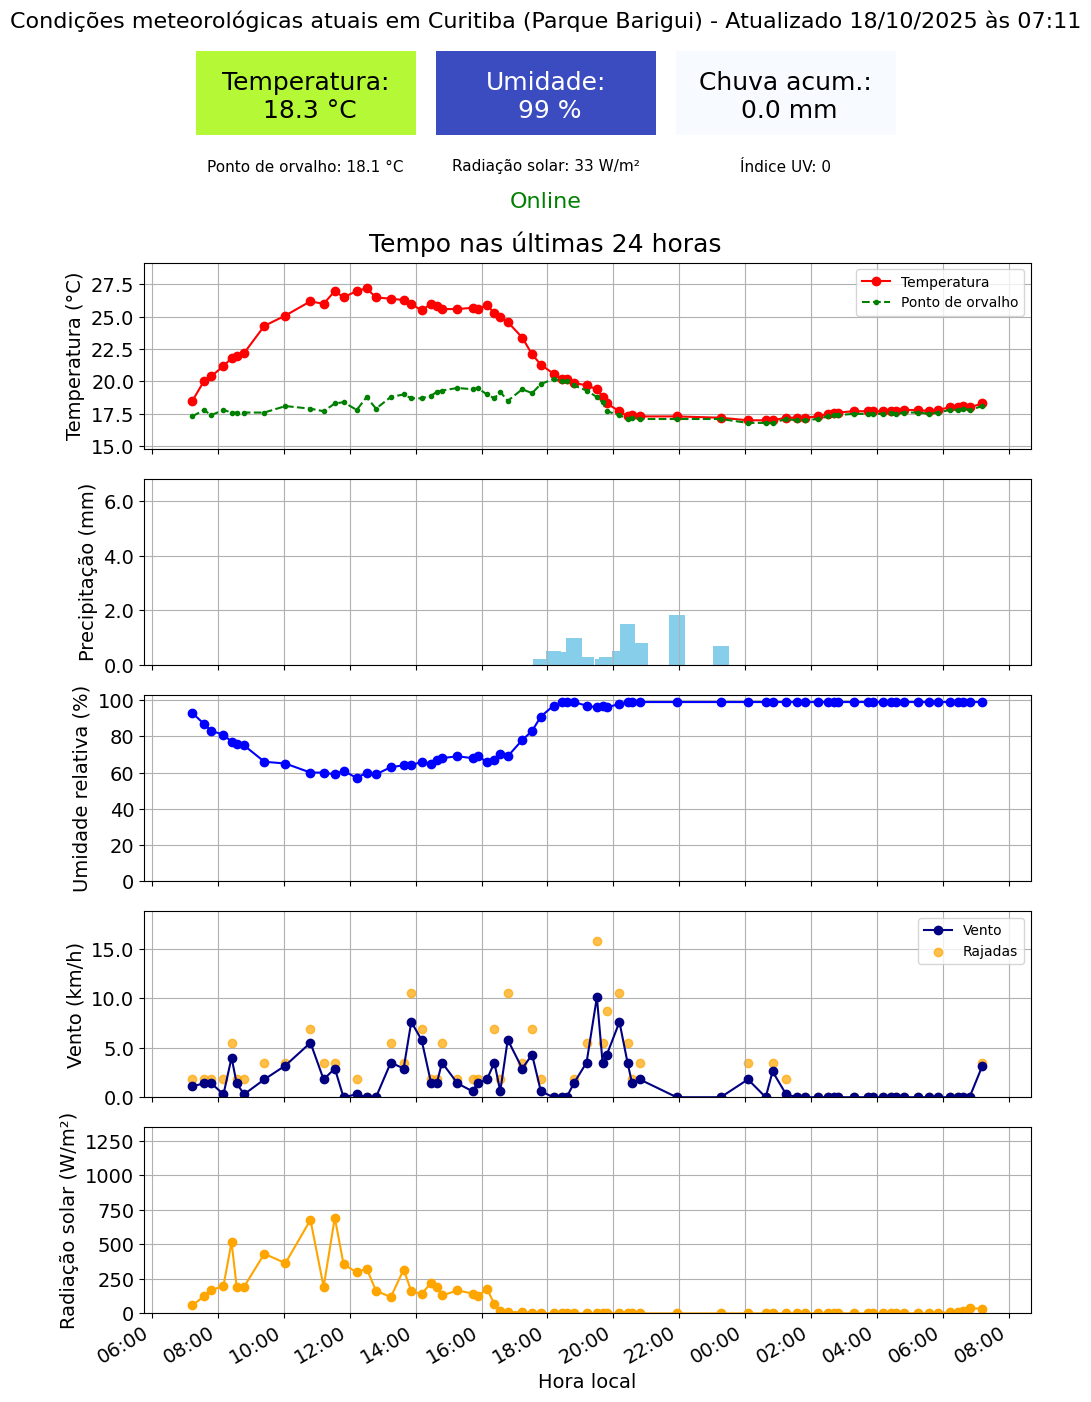 Condições meteorológicas atuais em Curitiba (Parque Barigui) - Atualizado 18/10/2025 às 07:11
Temperatura:
18.3 °C
Umidade:
99 %
Chuva acum.:
0.0 mm
Ponto de orvalho: 18.1 °C
Radiação solar: 33 W/m²
Índice UV: 0
Online
Tempo nas últimas 24 horas
Temperatura (°C)
27.5
25.0
22.5
20.0
17.5
15.0
Temperatura
Ponto de orvalho
Precipitação (mm)
6.0
4.0
2.0
0.0
Umidade relativa (%)
100
80
60
40
20
0
Vento (km/h)
15.0
10.0
5.0
0.0
Vento
Rajadas
Radiação solar (W/m²)
1250
1000
750
500
250
0
06:00
08:00
10:00
12:00
14:00
16:00
18:00
20:00
22:00
00:00
02:00
04:00
06:00
08:00
Hora local